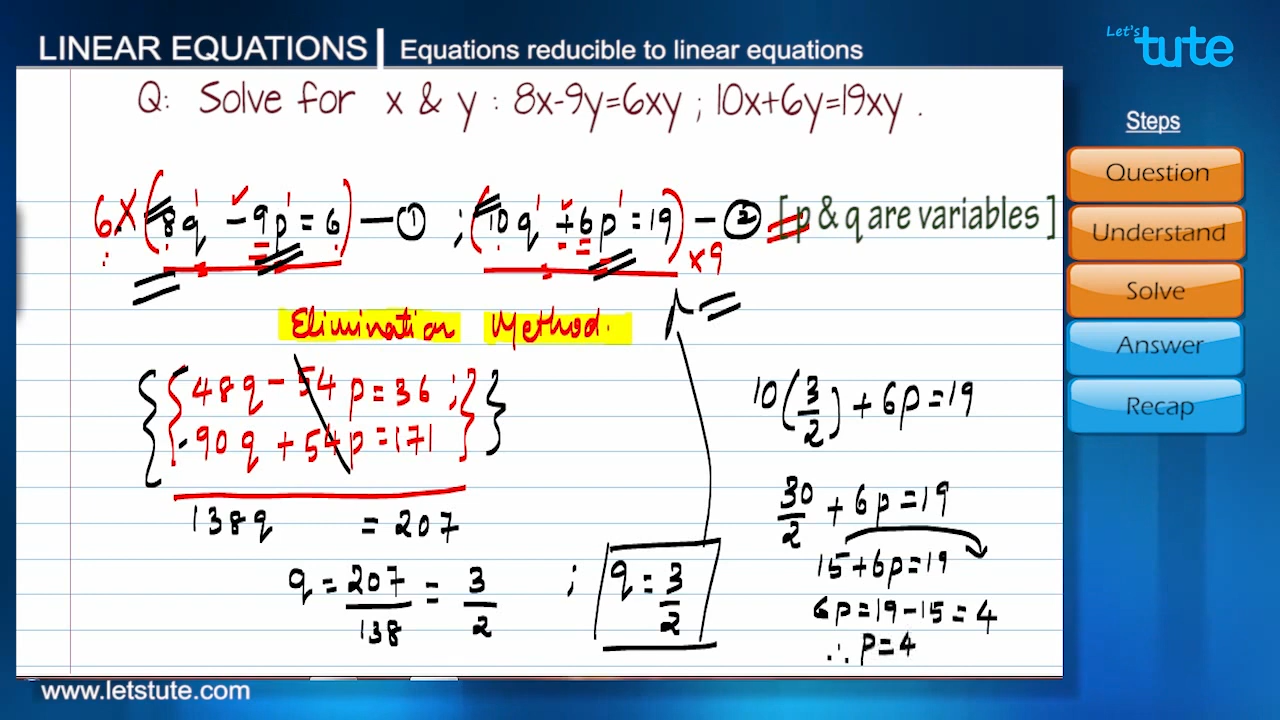 LINEAR EQUATIONS | Equations reducible to linear equations
Let's tute
Q: Solve for x & y : 8x-9y=6xy ; 10x+6y=19xy .
6 X ( 8q' - 9p' = 6 ) — ① ; ( 10q' + 6p' = 19 ) — ② [ p & q are variables ]
x 9
Elimination Method.
{ { 48q - 54p = 36 ; } }
90q + 54p = 171
138q = 207
q = 207/138 = 3/2 ; q = 3/2
10(3/2) + 6p = 19
30/2 + 6p = 19
15 + 6p = 19
6p = 19 - 15 = 4
∴ p = 4
Steps
Question
Understand
Solve
Answer
Recap
www.letstute.com